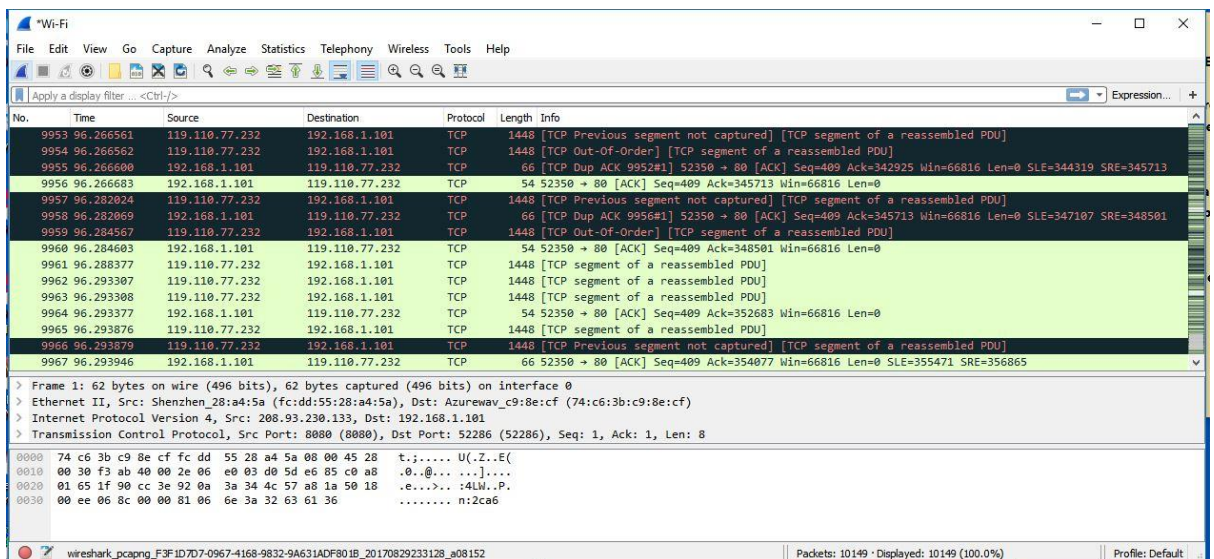 *Wi-Fi
File Edit View Go Capture Analyze Statistics Telephony Wireless Tools Help
Apply a display filter ... <Ctrl-/> Expression... +
No. Time Source Destination Protocol Length Info
9953 96.266561 119.110.77.232 192.168.1.101 TCP 1448 [TCP Previous segment not captured] [TCP segment of a reassembled PDU]
9954 96.266562 119.110.77.232 192.168.1.101 TCP 1448 [TCP Out-Of-Order] [TCP segment of a reassembled PDU]
9955 96.266600 192.168.1.101 119.110.77.232 TCP 66 [TCP Dup ACK 9952#1] 52350 → 80 [ACK] Seq=409 Ack=342925 Win=66816 Len=0 SLE=344319 SRE=345713
9956 96.266683 192.168.1.101 119.110.77.232 TCP 54 52350 → 80 [ACK] Seq=409 Ack=345713 Win=66816 Len=0
9957 96.282024 119.110.77.232 192.168.1.101 TCP 1448 [TCP Previous segment not captured] [TCP segment of a reassembled PDU]
9958 96.282069 192.168.1.101 119.110.77.232 TCP 66 [TCP Dup ACK 9956#1] 52350 → 80 [ACK] Seq=409 Ack=345713 Win=66816 Len=0 SLE=347107 SRE=348501
9959 96.284567 119.110.77.232 192.168.1.101 TCP 1448 [TCP Out-Of-Order] [TCP segment of a reassembled PDU]
9960 96.284603 192.168.1.101 119.110.77.232 TCP 54 52350 → 80 [ACK] Seq=409 Ack=348501 Win=66816 Len=0
9961 96.288377 119.110.77.232 192.168.1.101 TCP 1448 [TCP segment of a reassembled PDU]
9962 96.293307 119.110.77.232 192.168.1.101 TCP 1448 [TCP segment of a reassembled PDU]
9963 96.293308 119.110.77.232 192.168.1.101 TCP 1448 [TCP segment of a reassembled PDU]
9964 96.293377 192.168.1.101 119.110.77.232 TCP 54 52350 → 80 [ACK] Seq=409 Ack=352683 Win=66816 Len=0
9965 96.293876 119.110.77.232 192.168.1.101 TCP 1448 [TCP segment of a reassembled PDU]
9966 96.293879 119.110.77.232 192.168.1.101 TCP 1448 [TCP Previous segment not captured] [TCP segment of a reassembled PDU]
9967 96.293946 192.168.1.101 119.110.77.232 TCP 66 52350 → 80 [ACK] Seq=409 Ack=354077 Win=66816 Len=0 SLE=355471 SRE=356865
> Frame 1: 62 bytes on wire (496 bits), 62 bytes captured (496 bits) on interface 0
> Ethernet II, Src: Shenzhen_28:a4:5a (fc:dd:55:28:a4:5a), Dst: Azurewav_c9:8e:cf (74:c6:3b:c9:8e:cf)
> Internet Protocol Version 4, Src: 208.93.230.133, Dst: 192.168.1.101
> Transmission Control Protocol, Src Port: 8080 (8080), Dst Port: 52286 (52286), Seq: 1, Ack: 1, Len: 8
0000 74 c6 3b c9 8e cf fc dd 55 28 a4 5a 08 00 45 28 t.;..... U(.Z..E(
0010 00 30 f3 ab 40 00 2e 06 e0 03 d0 5d e6 85 c0 a8 .0..@... ...]....
0020 01 65 1f 90 cc 3e 92 0a 3a 34 4c 57 a8 1a 50 18 .e...>.. :4LW..P.
0030 00 ee 06 8c 00 00 81 06 6e 3a 32 63 61 36 ........ n:2ca6
wireshark_pcapng_F3F1D7D7-0967-4168-9832-9A631ADF801B_20170829233128_a08152 Packets: 10149 · Displayed: 10149 (100.0%) Profile: Default